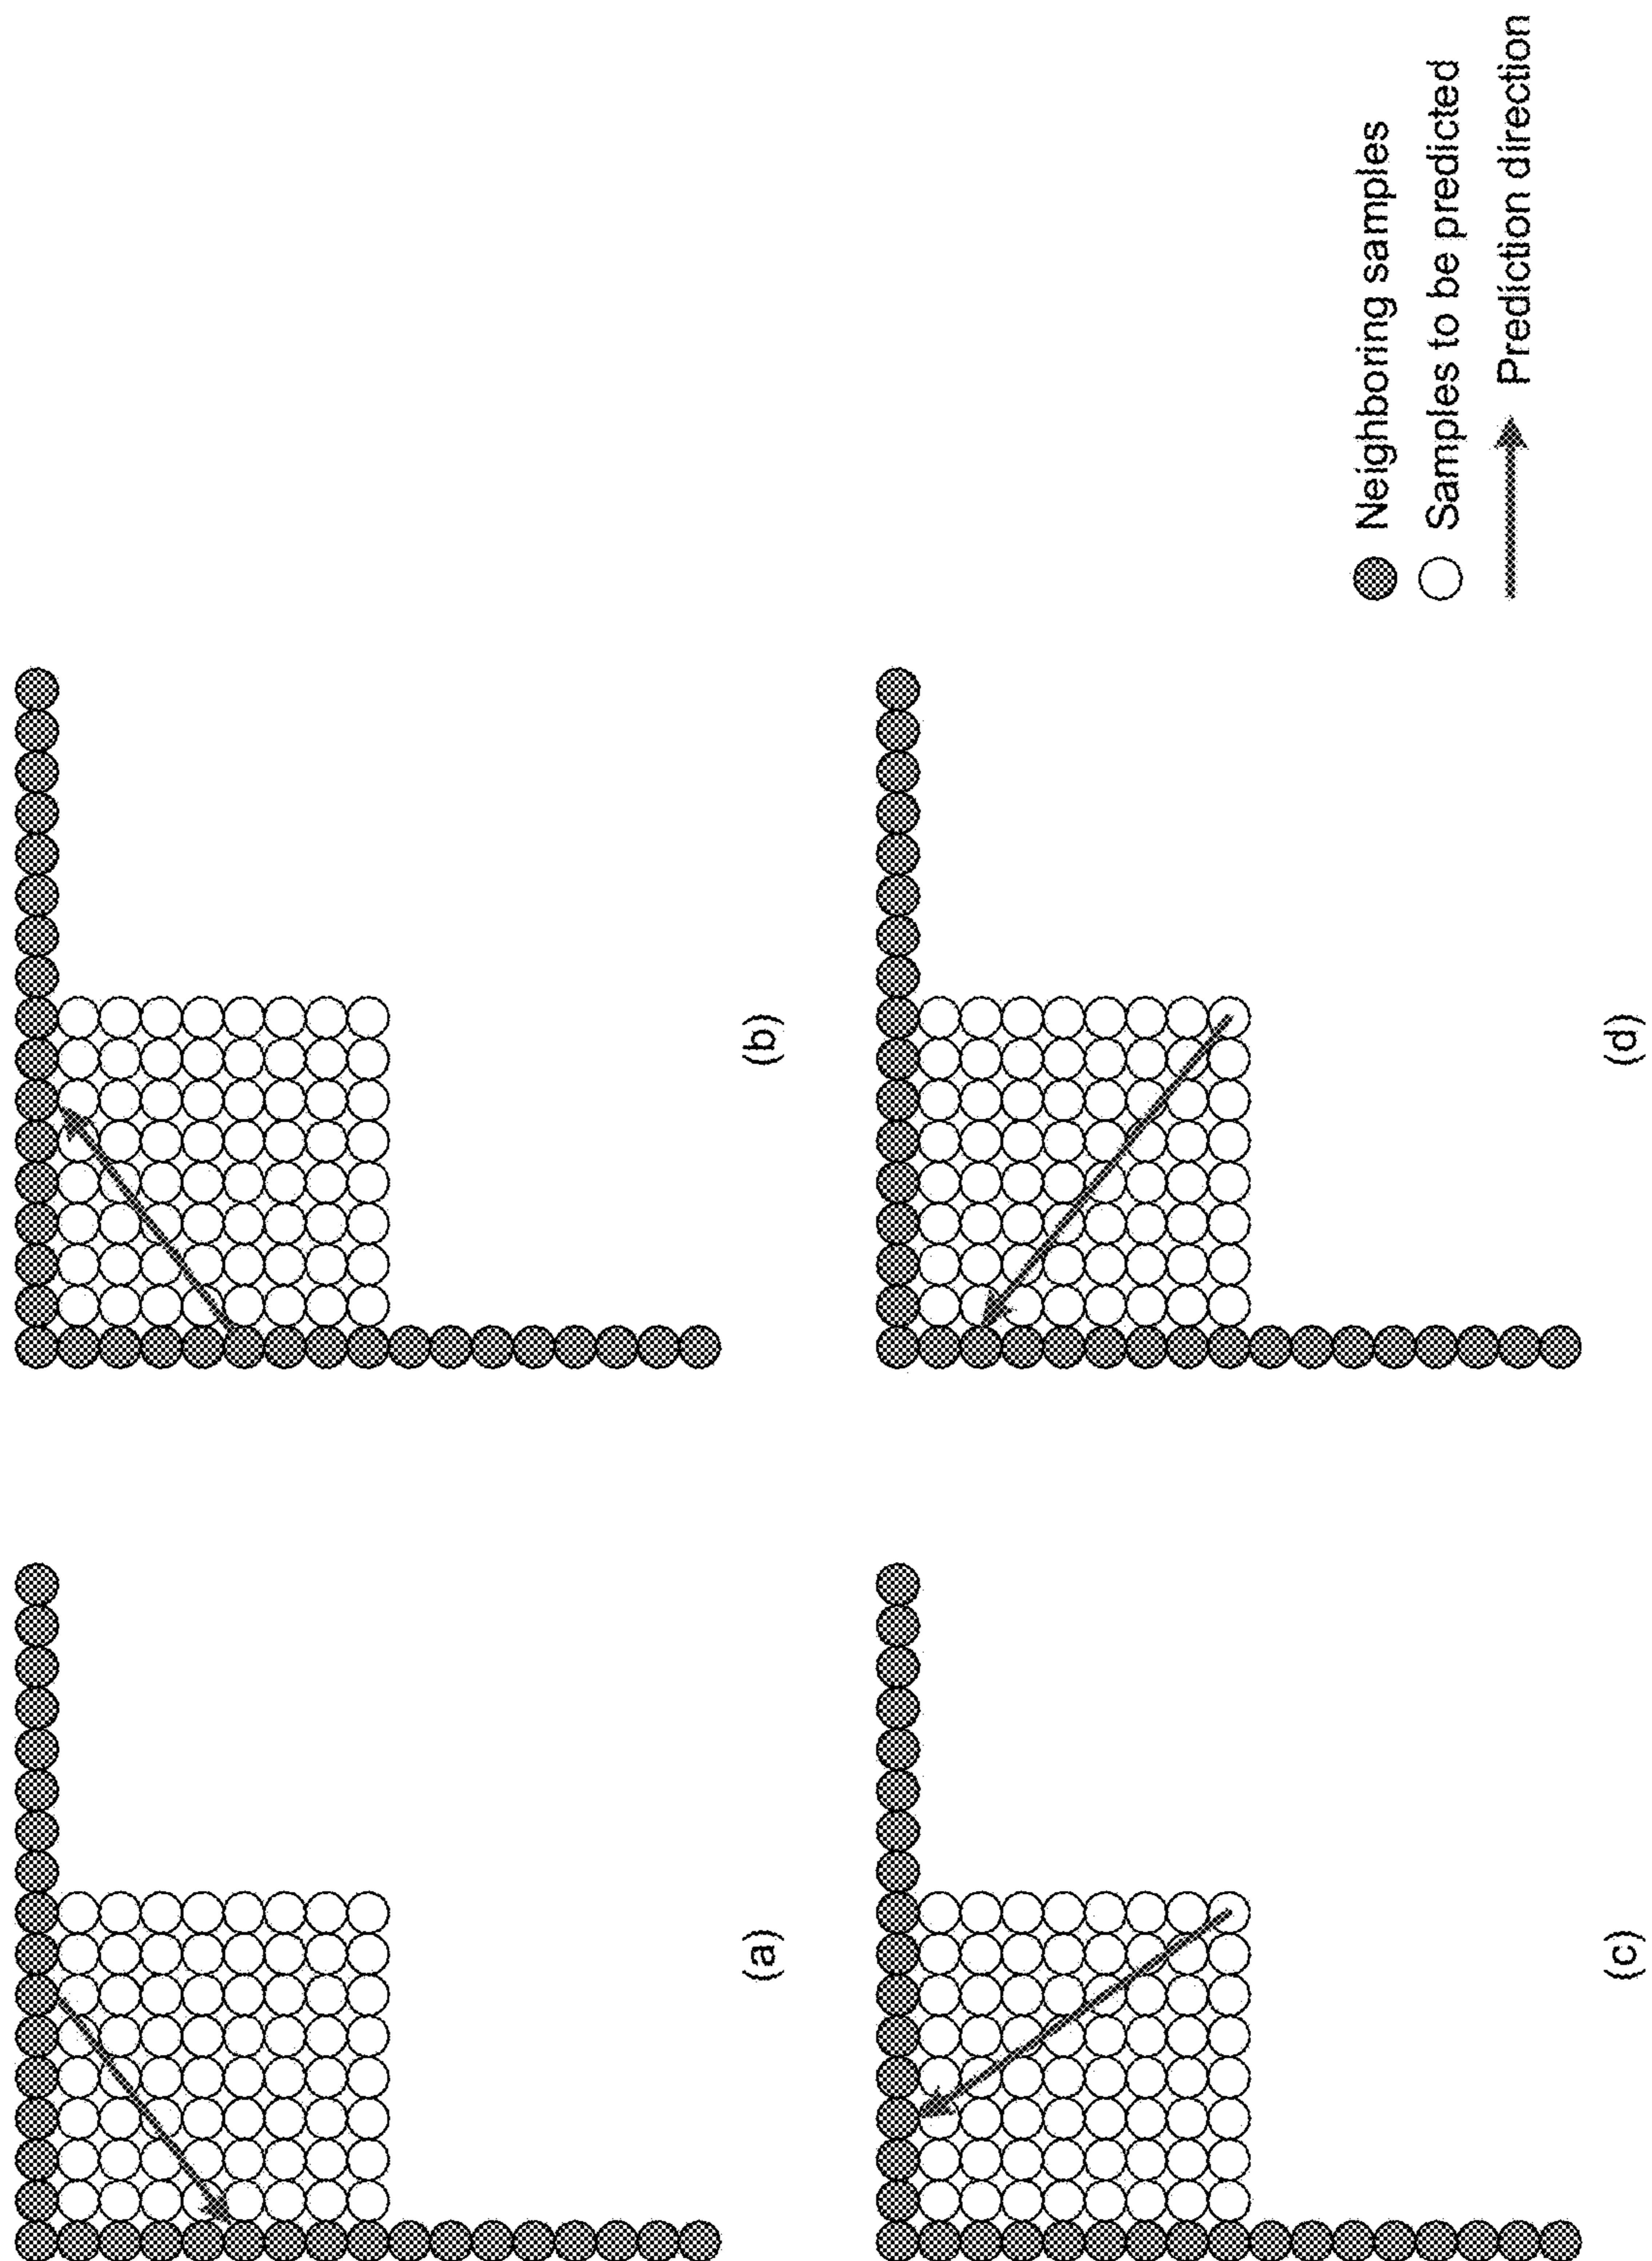 (a)
(b)
Neighboring samples
Samples to be predicted
Prediction direction
(c)
(d)